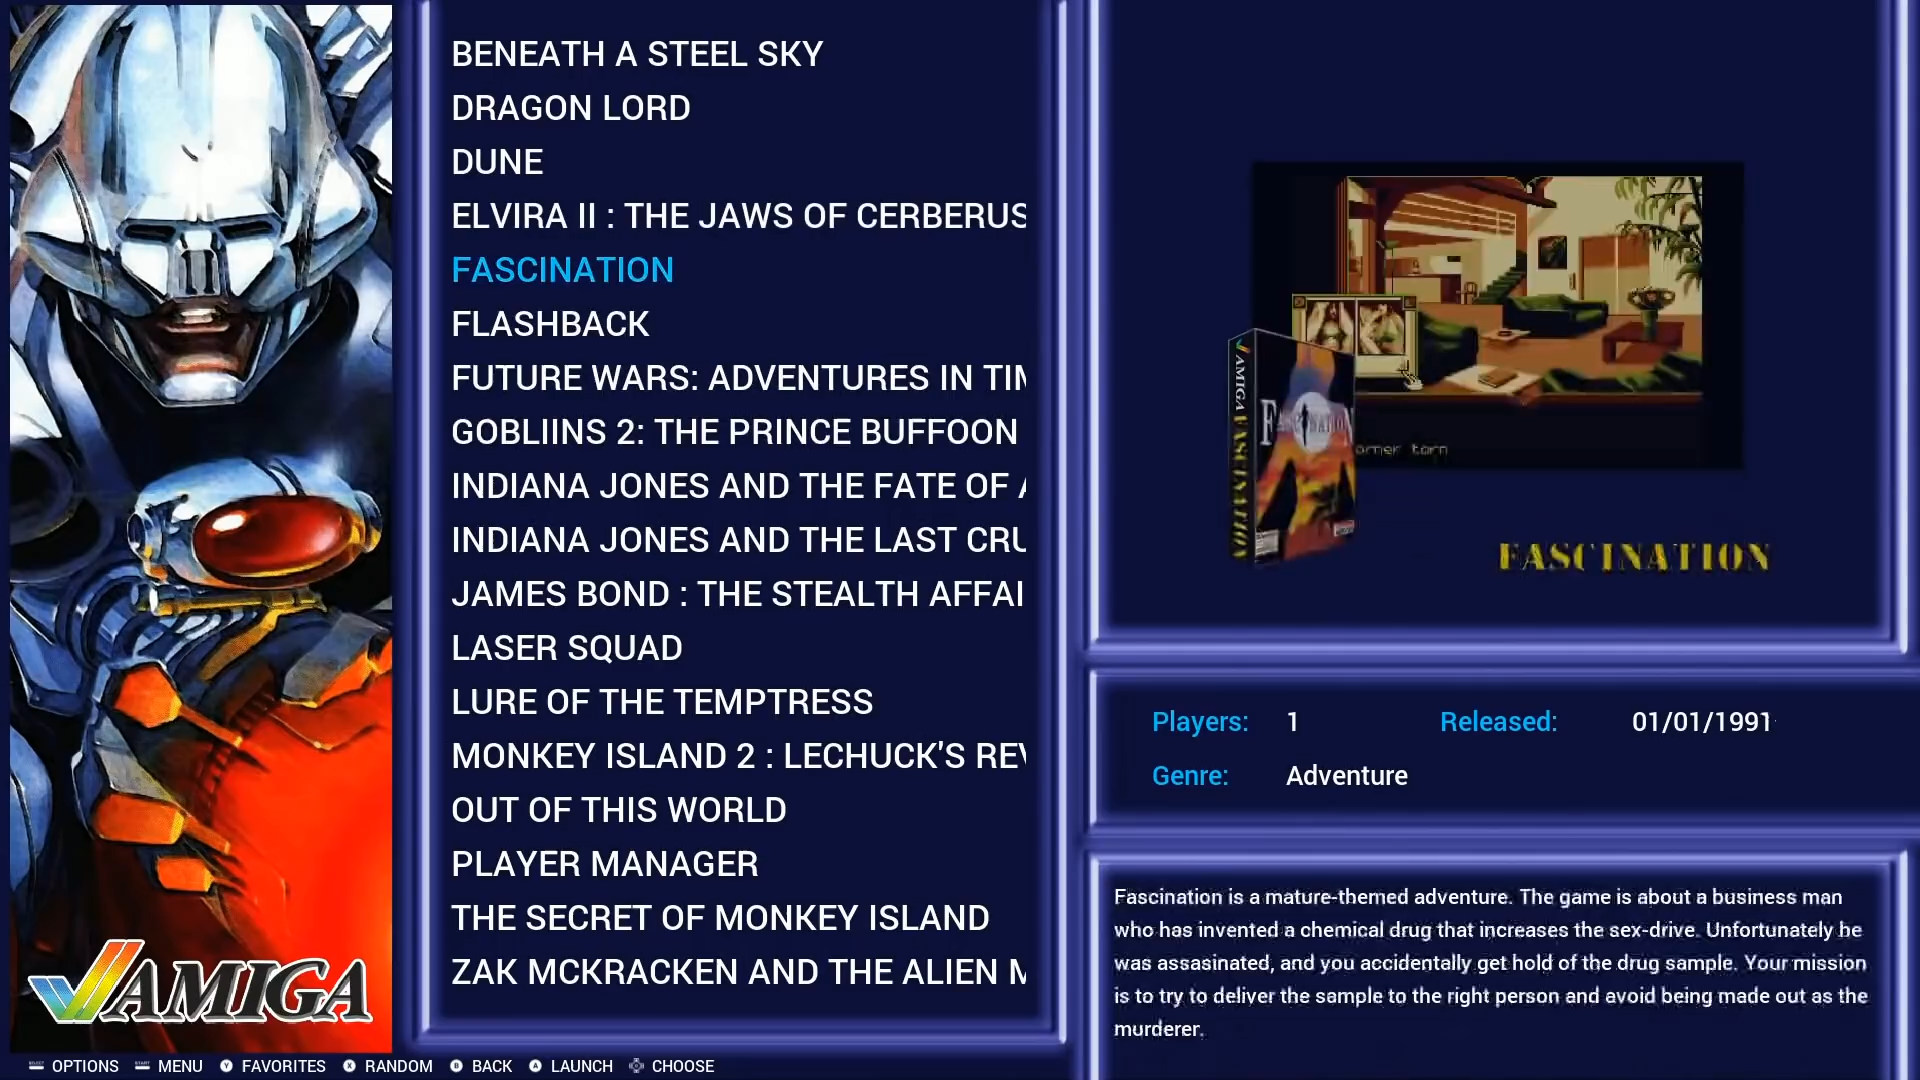 BENEATH A STEEL SKY
DRAGON LORD
DUNE
ELVIRA II : THE JAWS OF CERBERUS
FASCINATION
FLASHBACK
FUTURE WARS: ADVENTURES IN TIM
GOBLIINS 2: THE PRINCE BUFFOON
INDIANA JONES AND THE FATE OF A
INDIANA JONES AND THE LAST CRU
JAMES BOND : THE STEALTH AFFAI
LASER SQUAD
LURE OF THE TEMPTRESS
MONKEY ISLAND 2 : LECHUCK'S REV
OUT OF THIS WORLD
PLAYER MANAGER
THE SECRET OF MONKEY ISLAND
ZAK MCKRACKEN AND THE ALIEN M
AMIGA
AMIGA FASCINATION
FASCINATION
FASCINATION
Players: 1 Released: 01/01/1991
Genre: Adventure
Fascination is a mature-themed adventure. The game is about a business man
who has invented a chemical drug that increases the sex-drive. Unfortunately he
was assasinated, and you accidentally get hold of the drug sample. Your mission
is to try to deliver the sample to the right person and avoid being made out as the
murderer.
OPTIONS MENU Y FAVORITES X RANDOM B BACK A LAUNCH CHOOSE